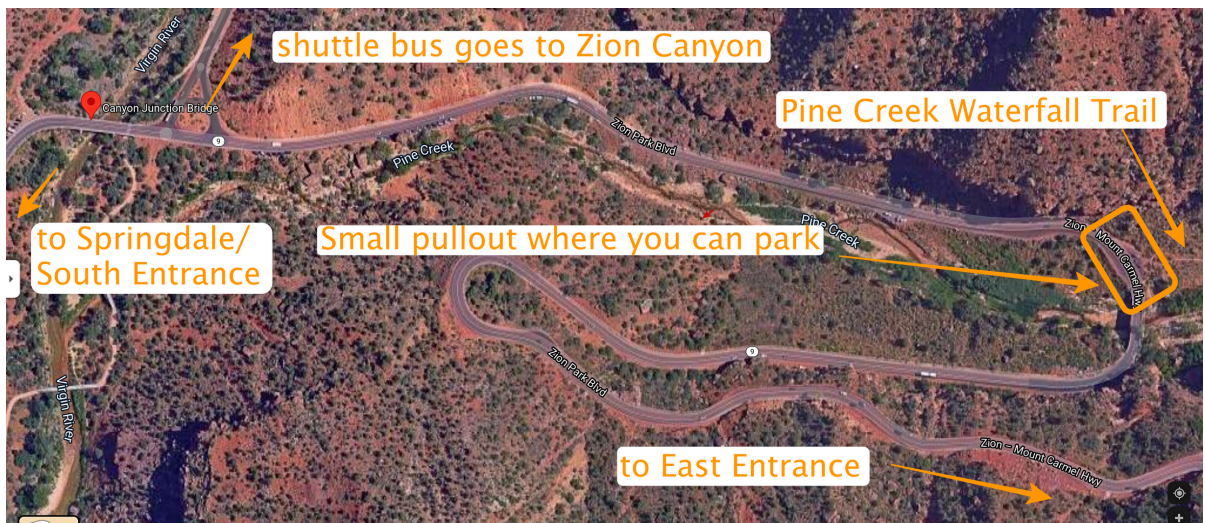 shuttle bus goes to Zion Canyon
Virgin River
Canyon Junction Bridge
Pine Creek Waterfall Trail
9
Zion Park Blvd
Pine Creek
Pine Creek
to Springdale/
South Entrance
Small pullout where you can park
Zion - Mount Carmel Hwy
9
Zion Park Blvd
Virgin River
to East Entrance
Zion - Mount Carmel Hwy